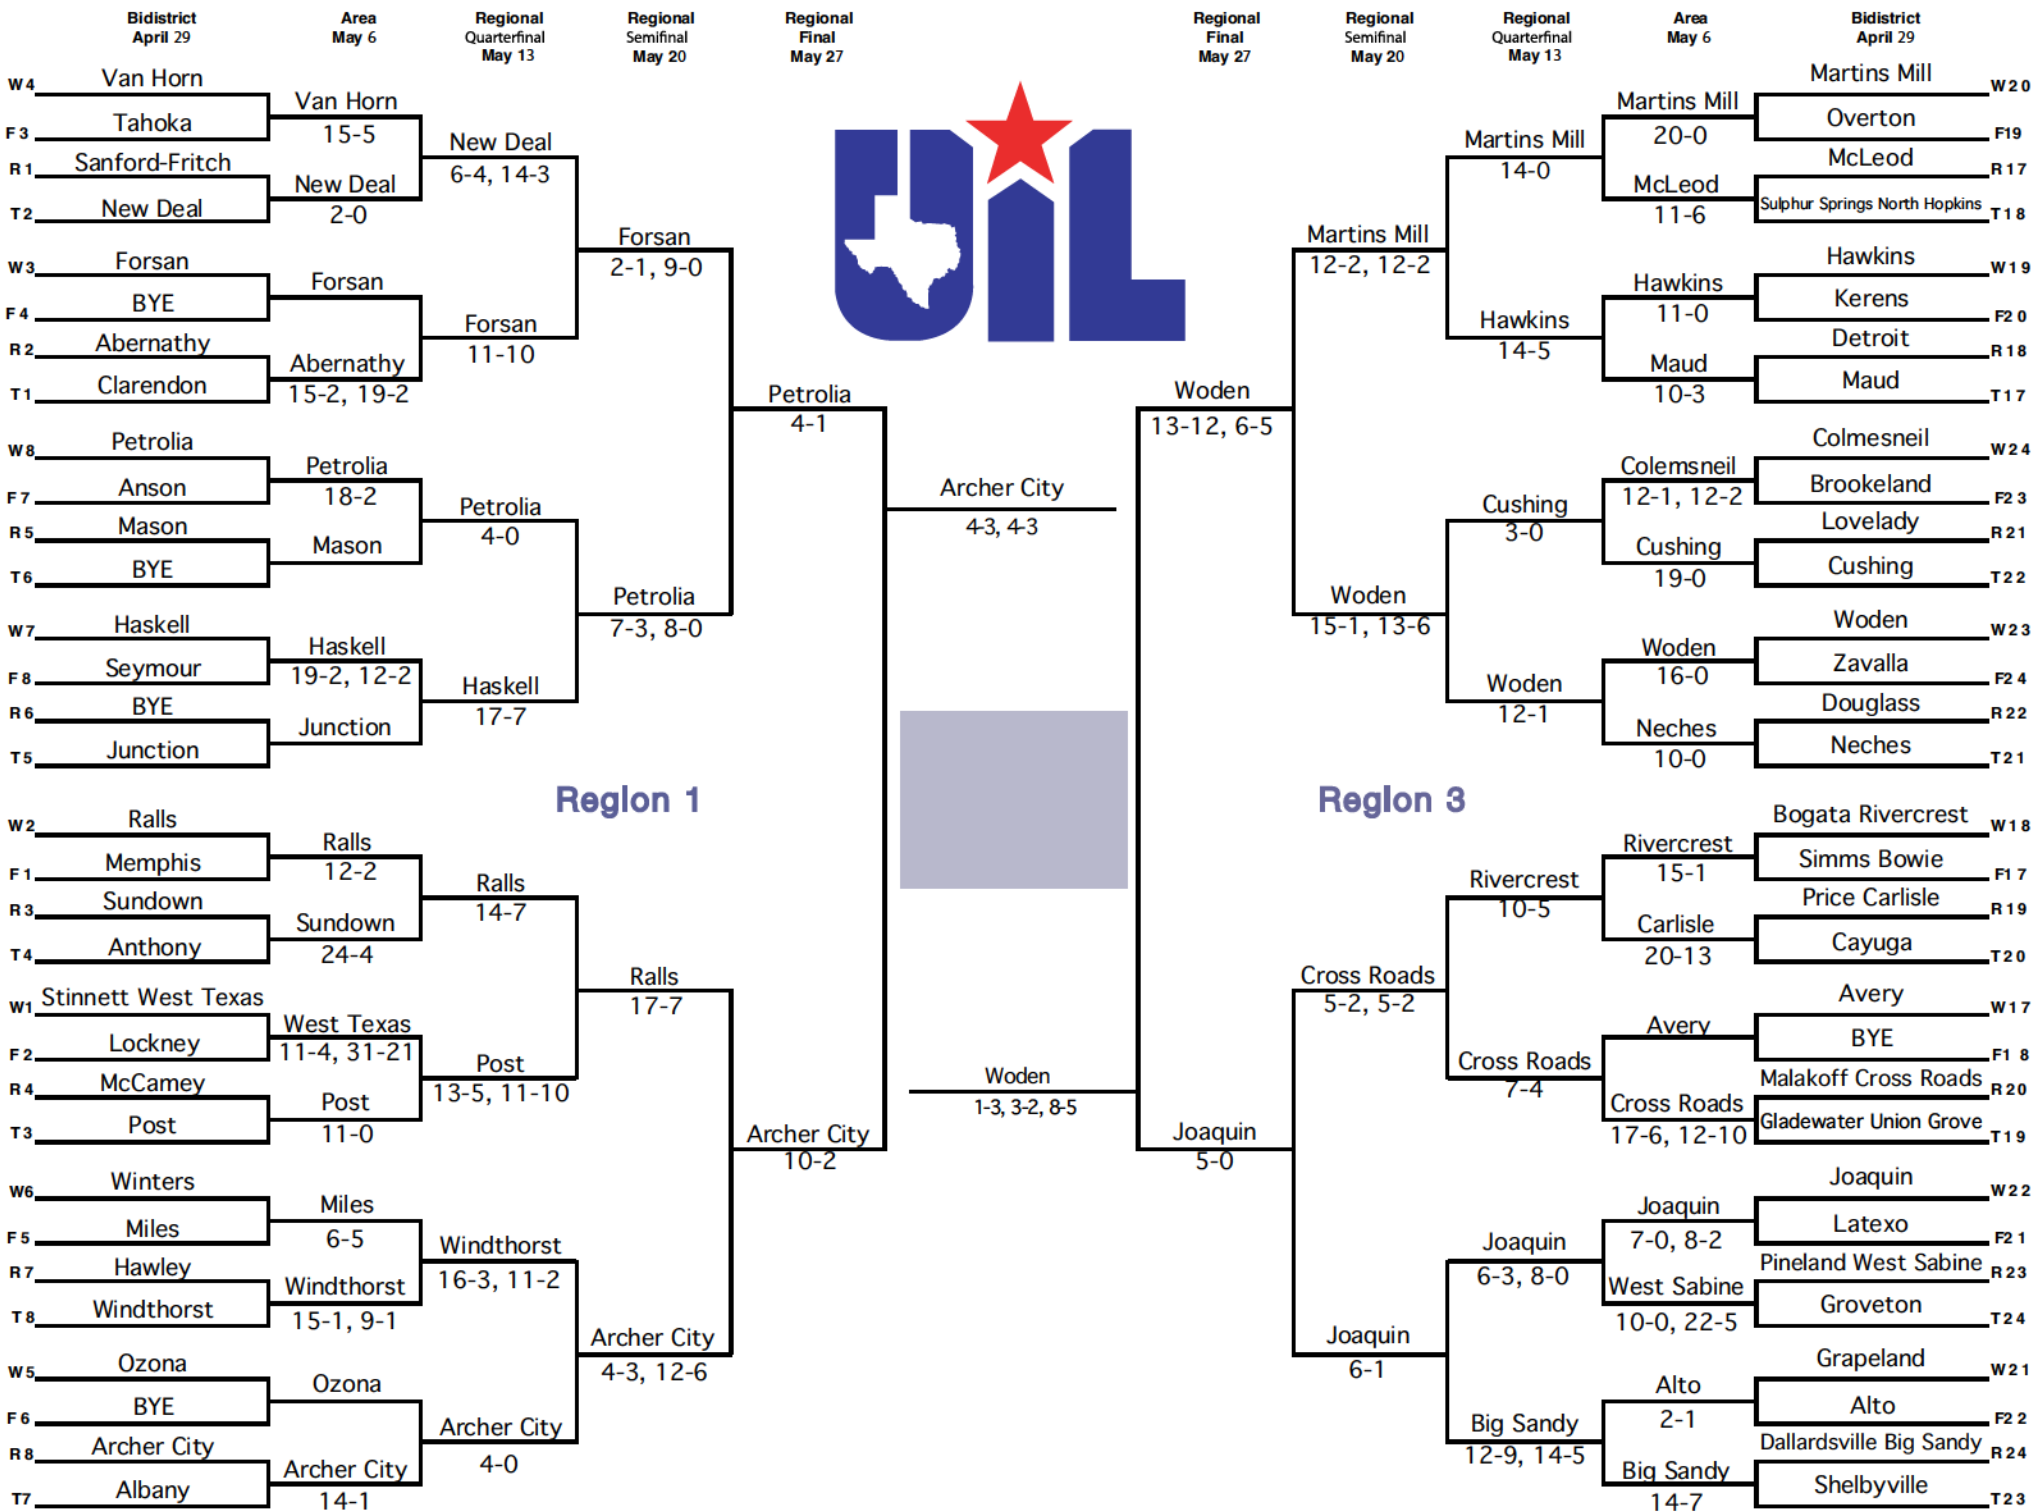 Bidistrict
April 29
Area
May 6
Regional
Quarterfinal
May 13
Regional
Semifinal
May 20
Regional
Final
May 27
Regional
Final
May 27
Regional
Semifinal
May 20
Regional
Quarterfinal
May 13
Area
May 6
Bidistrict
April 29
UIL
W4 Van Horn
F3 Tahoka
R1 Sanford-Fritch
T2 New Deal
W3 Forsan
F4 BYE
R2 Abernathy
T1 Clarendon
W8 Petrolia
F7 Anson
R5 Mason
T6 BYE
W7 Haskell
F8 Seymour
R6 BYE
T5 Junction
W2 Ralls
F1 Memphis
R3 Sundown
T4 Anthony
W1 Stinnett West Texas
F2 Lockney
R4 McCamey
T3 Post
W6 Winters
F5 Miles
R7 Hawley
T8 Windthorst
W5 Ozona
F6 BYE
R8 Archer City
T7 Albany
Van Horn
15-5
New Deal
2-0
Forsan
Abernathy
15-2, 19-2
Petrolia
18-2
Mason
Haskell
19-2, 12-2
Junction
Ralls
12-2
Sundown
24-4
West Texas
11-4, 31-21
Post
11-0
Miles
6-5
Windthorst
15-1, 9-1
Ozona
Archer City
14-1
New Deal
6-4, 14-3
Forsan
11-10
Petrolia
4-0
Haskell
17-7
Ralls
14-7
Post
13-5, 11-10
Windthorst
16-3, 11-2
Archer City
4-0
Forsan
2-1, 9-0
Petrolia
7-3, 8-0
Ralls
17-7
Archer City
4-3, 12-6
Petrolia
4-1
Archer City
10-2
Region 1
Archer City
4-3, 4-3
Woden
1-3, 3-2, 8-5
Region 3
Woden
13-12, 6-5
Joaquin
5-0
Martins Mill
12-2, 12-2
Woden
15-1, 13-6
Cross Roads
5-2, 5-2
Joaquin
6-1
Martins Mill
14-0
Hawkins
14-5
Cushing
3-0
Woden
12-1
Rivercrest
10-5
Cross Roads
7-4
Joaquin
6-3, 8-0
Big Sandy
12-9, 14-5
Martins Mill
20-0
McLeod
11-6
Hawkins
11-0
Maud
10-3
Colemsneil
12-1, 12-2
Cushing
19-0
Woden
16-0
Neches
10-0
Rivercrest
15-1
Carlisle
20-13
Avery
Cross Roads
17-6, 12-10
Joaquin
7-0, 8-2
West Sabine
10-0, 22-5
Alto
2-1
Big Sandy
14-7
Martins Mill W20
Overton F19
McLeod R17
Sulphur Springs North Hopkins T18
Hawkins W19
Kerens F20
Detroit R18
Maud T17
Colmesneil W24
Brookeland F23
Lovelady R21
Cushing T22
Woden W23
Zavalla F24
Douglass R22
Neches T21
Bogata Rivercrest W18
Simms Bowie F17
Price Carlisle R19
Cayuga T20
Avery W17
BYE F18
Malakoff Cross Roads R20
Gladewater Union Grove T19
Joaquin W22
Latexo F21
Pineland West Sabine R23
Groveton T24
Grapeland W21
Alto F22
Dallardsville Big Sandy R24
Shelbyville T23